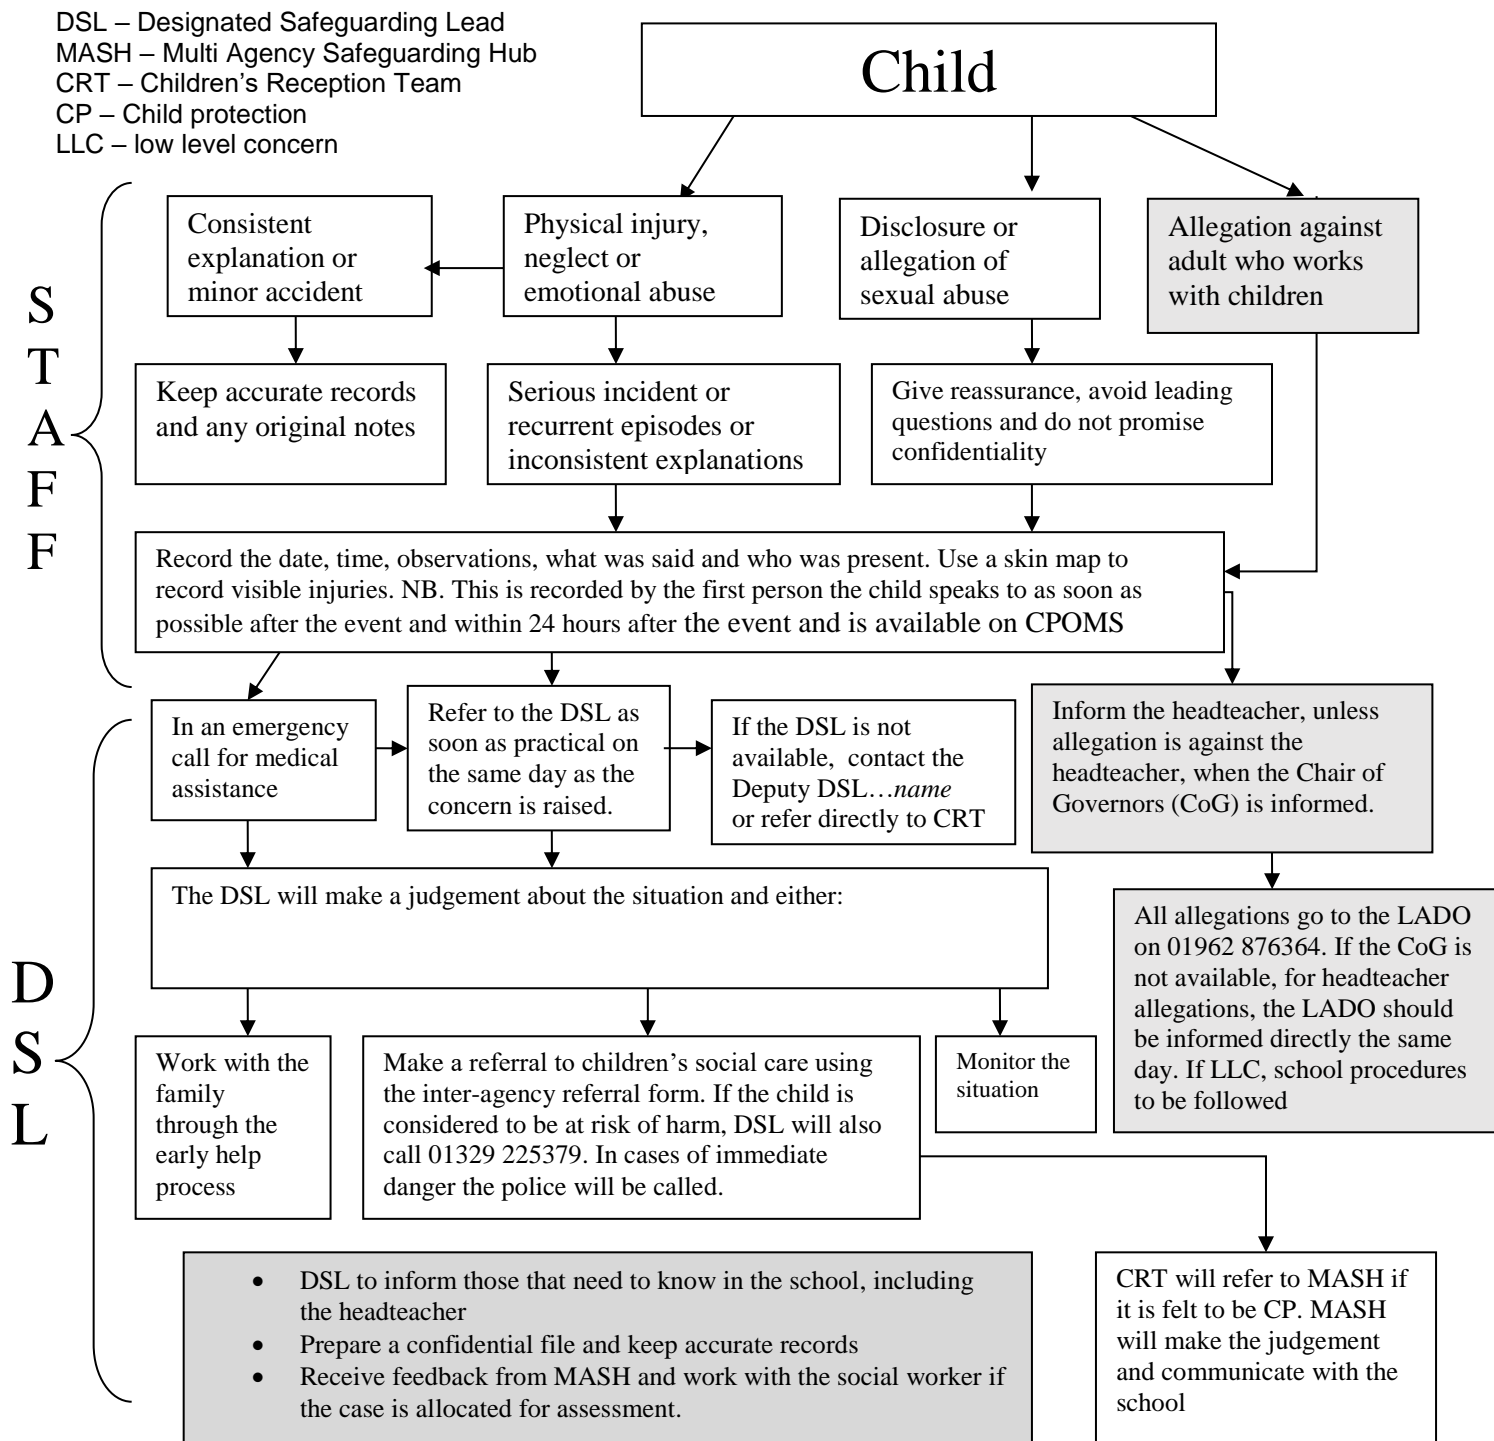 DSL – Designated Safeguarding Lead
MASH – Multi Agency Safeguarding Hub
CRT – Children's Reception Team
CP – Child protection
LLC – low level concern
Child
S
T
A
F
F
Consistent
explanation or
minor accident
Physical injury,
neglect or
emotional abuse
Disclosure or
allegation of
sexual abuse
Allegation against
adult who works
with children
Keep accurate records
and any original notes
Serious incident or
recurrent episodes or
inconsistent explanations
Give reassurance, avoid leading
questions and do not promise
confidentiality
Record the date, time, observations, what was said and who was present. Use a skin map to
record visible injuries. NB. This is recorded by the first person the child speaks to as soon as
possible after the event and within 24 hours after the event and is available on CPOMS
D
S
L
In an emergency
call for medical
assistance
Refer to the DSL as
soon as practical on
the same day as the
concern is raised.
If the DSL is not
available, contact the
Deputy DSL…name
or refer directly to CRT
Inform the headteacher, unless
allegation is against the
headteacher, when the Chair of
Governors (CoG) is informed.
The DSL will make a judgement about the situation and either:
All allegations go to the LADO
on 01962 876364. If the CoG is
not available, for headteacher
allegations, the LADO should
be informed directly the same
day. If LLC, school procedures
to be followed
Work with the
family
through the
early help
process
Make a referral to children's social care using
the inter-agency referral form. If the child is
considered to be at risk of harm, DSL will also
call 01329 225379. In cases of immediate
danger the police will be called.
Monitor the
situation
• DSL to inform those that need to know in the school, including
the headteacher
• Prepare a confidential file and keep accurate records
• Receive feedback from MASH and work with the social worker if
the case is allocated for assessment.
CRT will refer to MASH if
it is felt to be CP. MASH
will make the judgement
and communicate with the
school